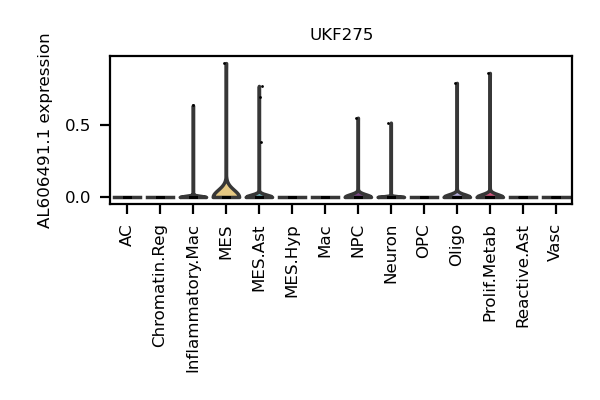 UKF275
AL606491.1 expression
0.5
0.0
AC
Chromatin.Reg
Inflammatory.Mac
MES
MES.Ast
MES.Hyp
Mac
NPC
Neuron
OPC
Oligo
Prolif.Metab
Reactive.Ast
Vasc